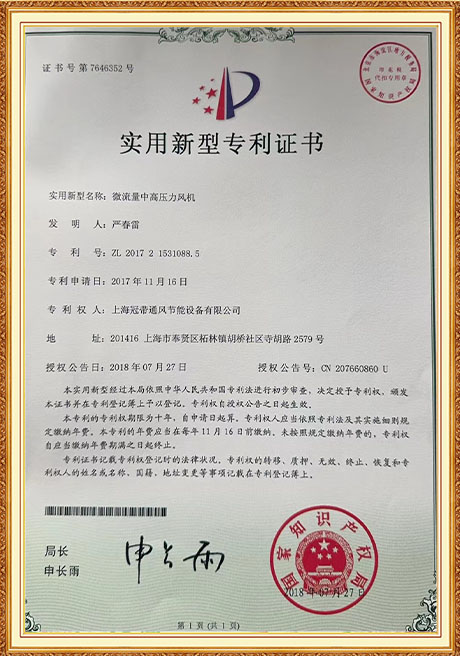 证书号第7646352号
实用新型专利证书
实用新型名称：微流量中高压力风机
发 明 人：严春雷
专 利 号：ZL 2017 2 1531088.5
专利申请日：2017年11月16日
专 利 权 人：上海冠带通风节能设备有限公司
地 址：201416 上海市奉贤区柘林镇胡桥社区寺胡路2579号
授权公告日：2018年07月27日 授权公告号：CN 207660860 U
本实用新型经过本局依照中华人民共和国专利法进行初步审查，决定授予专利权，颁发
本证书并在专利登记簿上予以登记。专利权自授权公告之日起生效。
本专利的专利权期限为十年，自申请日起算。专利权人应当依照专利法及其实施细则规
定缴纳年费。本专利的年费应当在每年11月16日前缴纳。未按照规定缴纳年费的，专利权
自应当缴纳年费期满之日起终止。
专利证书记载专利权登记时的法律状况。专利权的转移、质押、无效、终止、恢复和专
利权人的姓名或名称、国籍、地址变更等事项记载在专利登记簿上。
局长
申长雨
申长雨
国家知识产权局
2018年07月27日
第 1 页 (共 1 页)